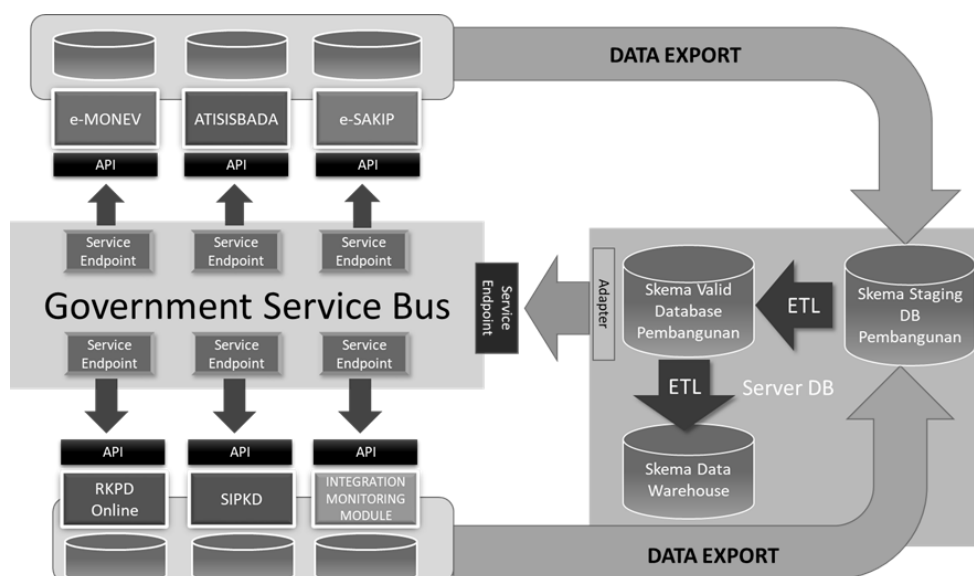 DATA EXPORT
e-MONEV
ATISISBADA
e-SAKIP
API
API
API
Service
Endpoint
Service
Endpoint
Service
Endpoint
Government Service Bus
Service
Endpoint
Service
Endpoint
Service
Endpoint
Service
Endpoint
Adapter
Skema Valid
Database
Pembangunan
ETL
Skema Staging
DB
Pembangunan
ETL
Server DB
Skema Data
Warehouse
API
API
API
RKPD
Online
SIPKD
INTEGRATION
MONITORING
MODULE
DATA EXPORT